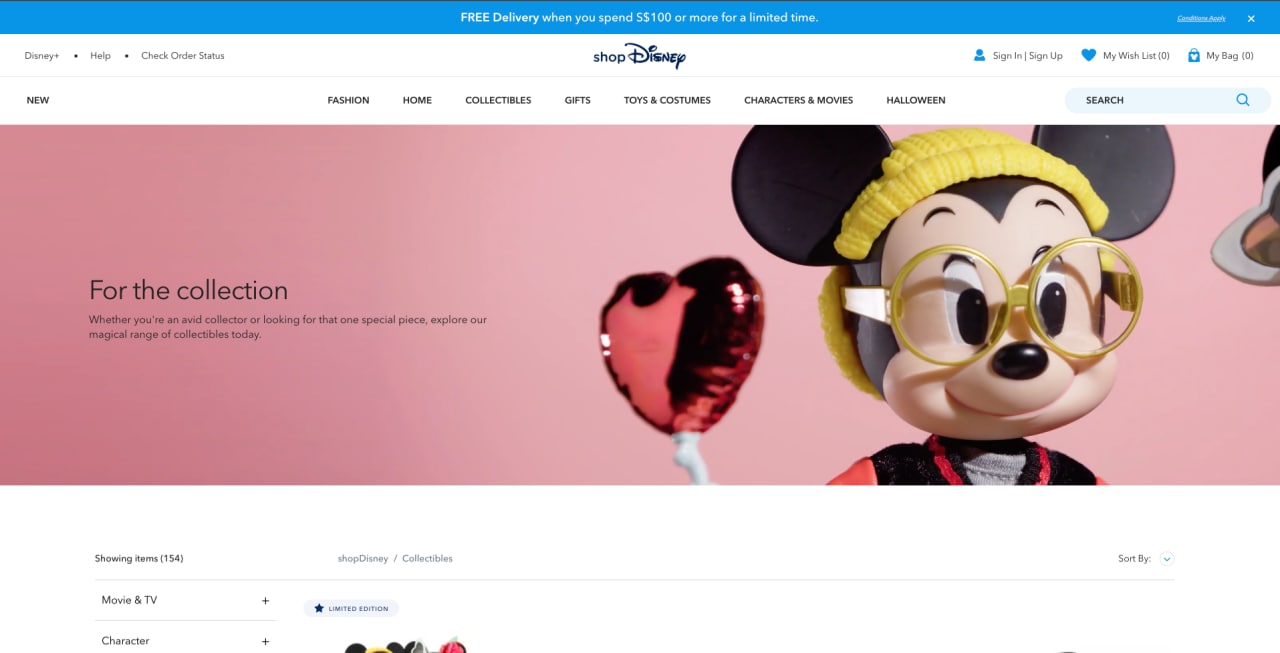 FREE Delivery when you spend S$100 or more for a limited time.
Conditions Apply
Disney+ • Help • Check Order Status
shop Disney
Sign In | Sign Up
My Wish List (0)
My Bag (0)
NEW
FASHION
HOME
COLLECTIBLES
GIFTS
TOYS & COSTUMES
CHARACTERS & MOVIES
HALLOWEEN
SEARCH
For the collection
Whether you're an avid collector or looking for that one special piece, explore our
magical range of collectibles today.
Showing items (154)
shopDisney / Collectibles
Sort By:
Movie & TV +
LIMITED EDITION
Character +